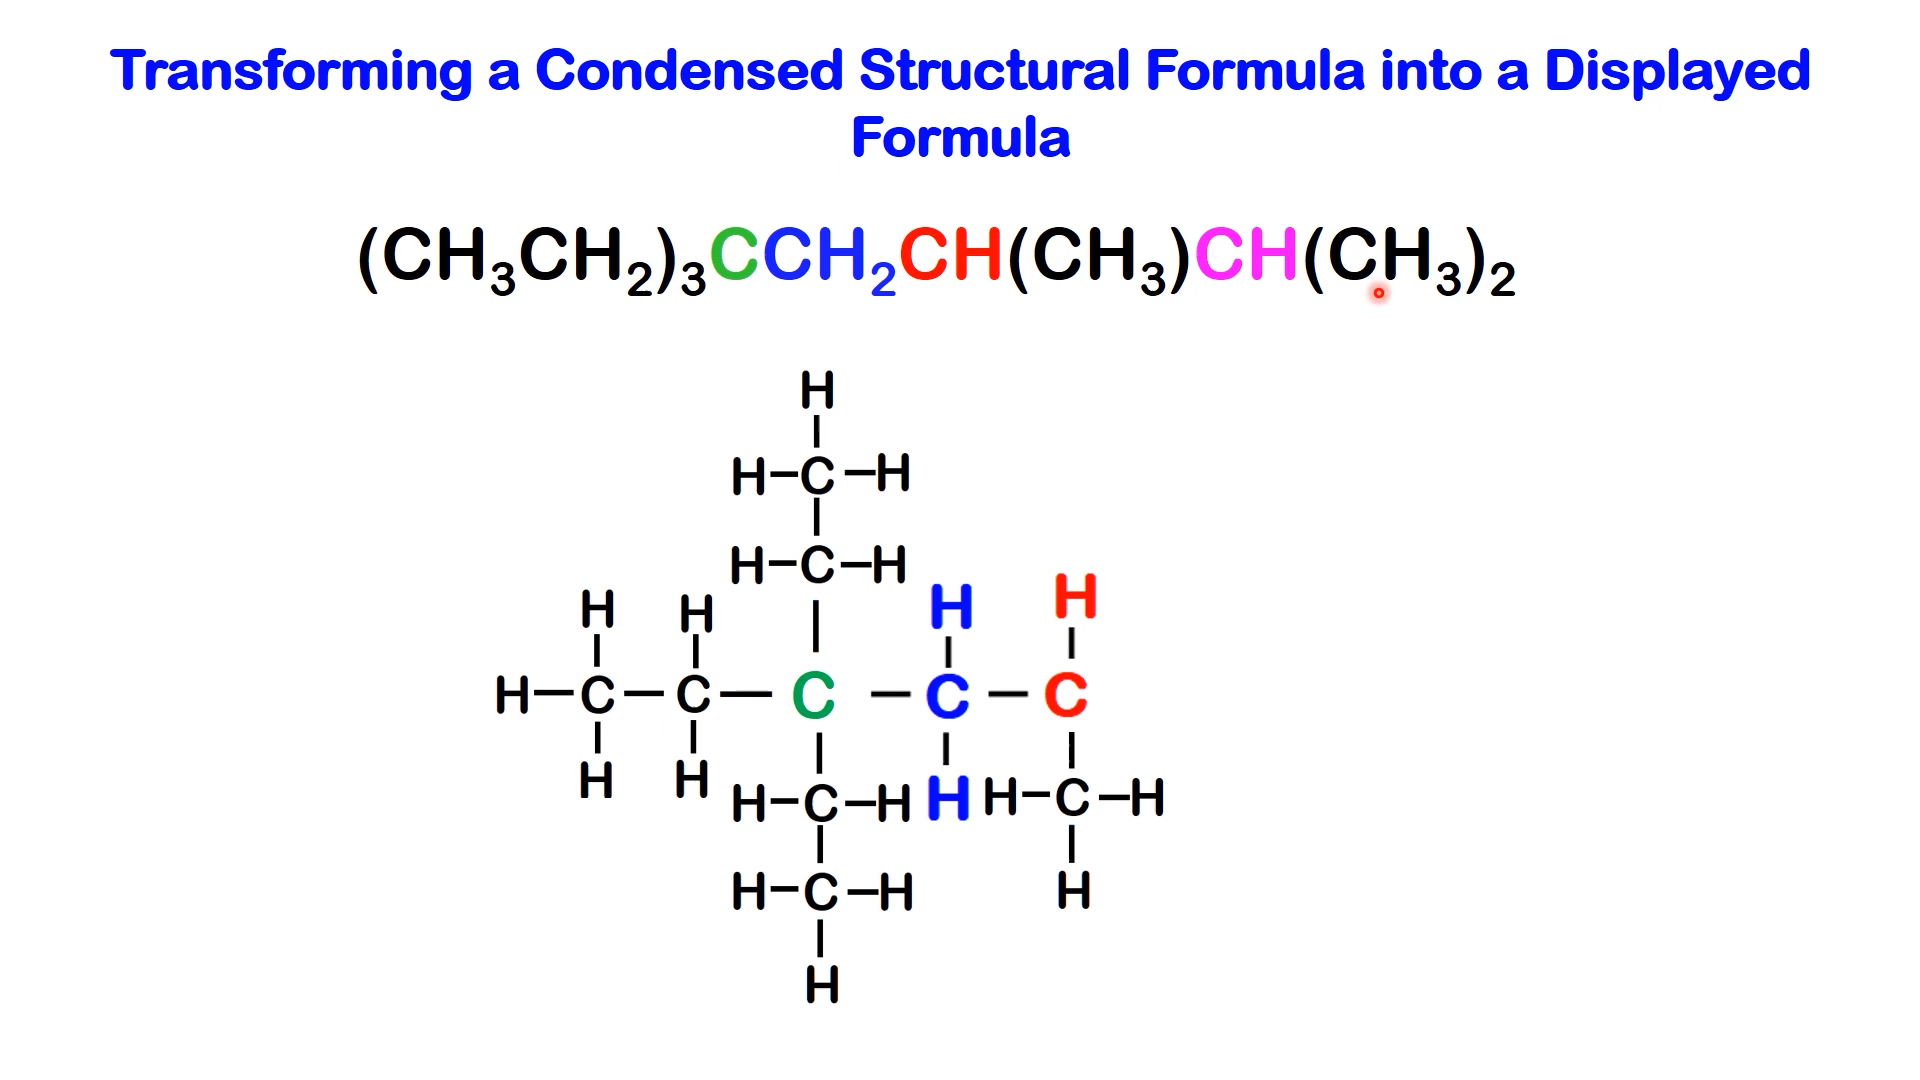 Transforming a Condensed Structural Formula into a Displayed
Formula
(CH₃CH₂)₃CCH₂CH(CH₃)CH(CH₃)₂
H
H–C–H
H–C–H
H H H H
H–C–C–C–C–C
H H H–C–H H H–C–H
H–C–H H
H